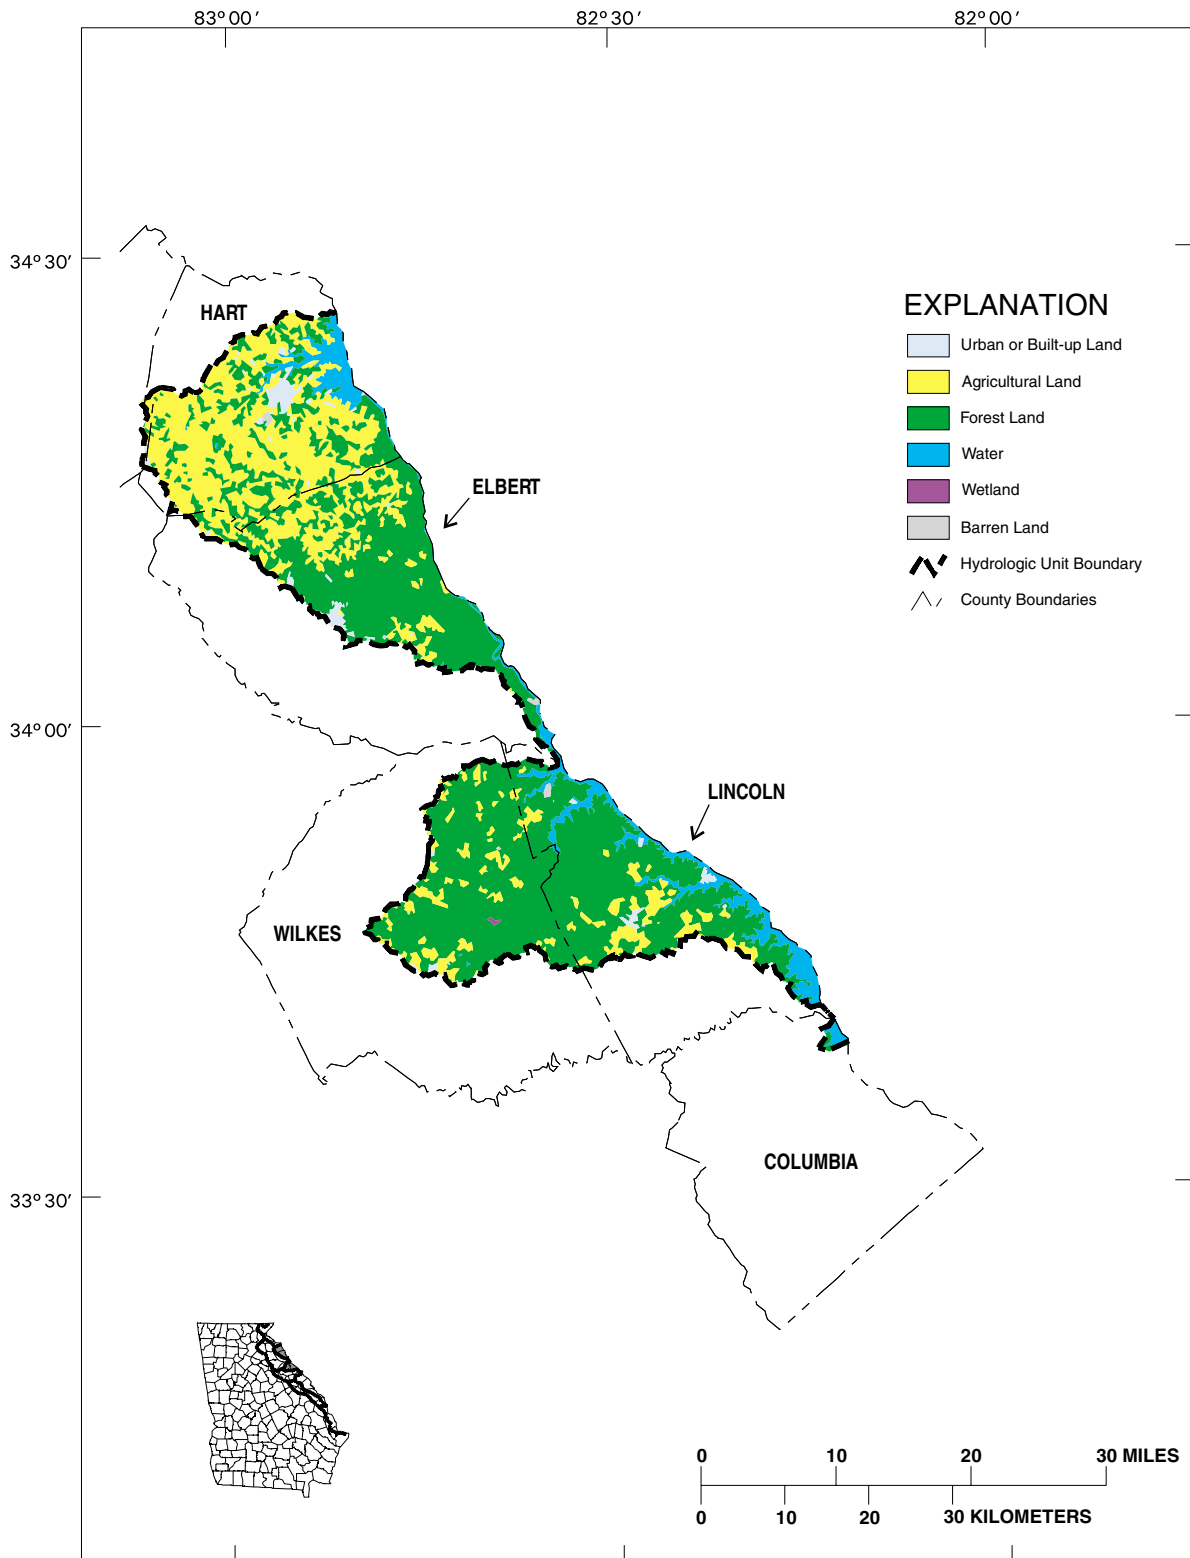 83°00'
82°30'
82°00'
34°30'
HART
EXPLANATION
Urban or Built-up Land
Agricultural Land
Forest Land
Water
Wetland
Barren Land
Hydrologic Unit Boundary
County Boundaries
ELBERT
34°00'
LINCOLN
WILKES
COLUMBIA
33°30'
0 10 20 30 MILES
0 10 20 30 KILOMETERS